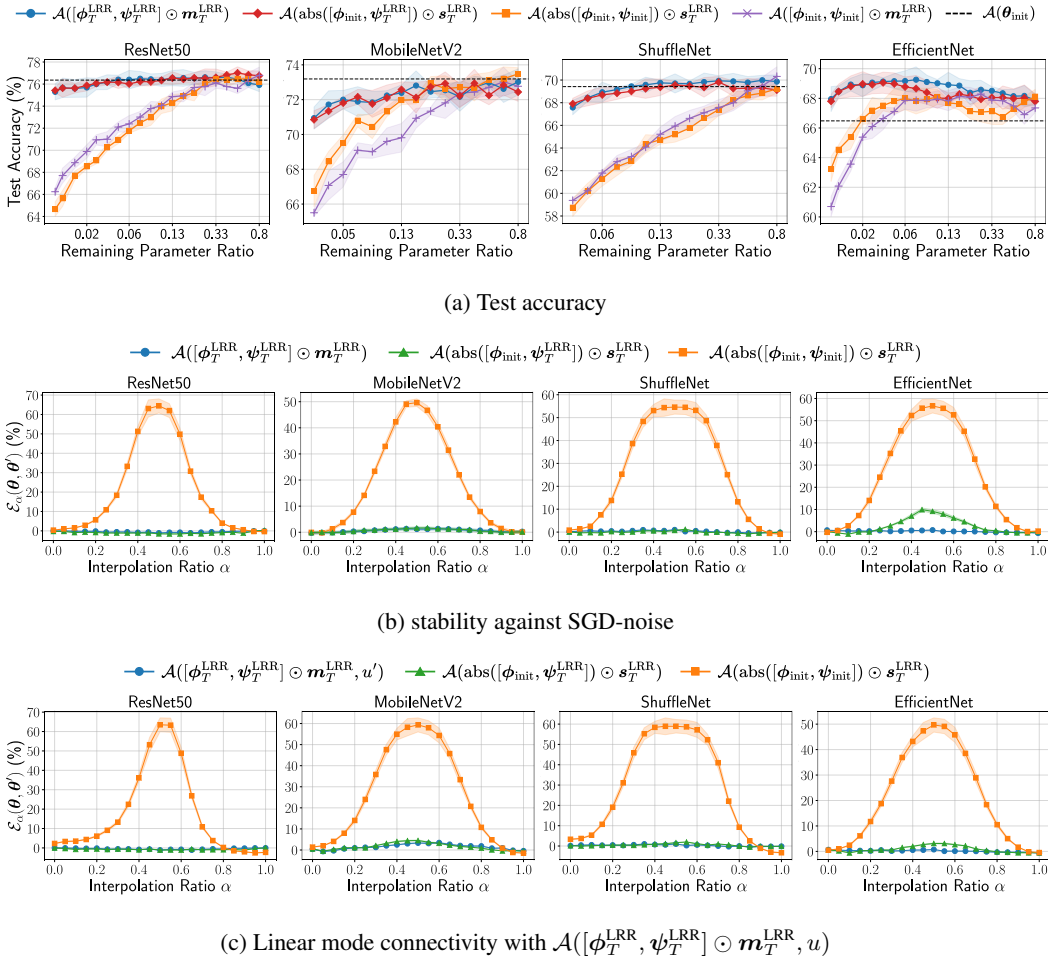 𝒜([ϕ_T^LRR, ψ_T^LRR] ⊙ m_T^LRR) 𝒜(abs([ϕ_init, ψ_T^LRR]) ⊙ s_T^LRR) 𝒜(abs([ϕ_init, ψ_init]) ⊙ s_T^LRR) 𝒜([ϕ_init, ψ_init] ⊙ m_T^LRR) 𝒜(θ_init)
ResNet50 MobileNetV2 ShuffleNet EfficientNet
Test Accuracy (%)
78 76 74 72 70 68 66 64
74 72 70 68 66
70 68 66 64 62 60 58
70 68 66 64 62 60
0.02 0.06 0.13 0.33 0.8 0.05 0.13 0.33 0.8 0.06 0.13 0.33 0.8 0.02 0.06 0.13 0.33 0.8
Remaining Parameter Ratio Remaining Parameter Ratio Remaining Parameter Ratio Remaining Parameter Ratio
(a) Test accuracy
𝒜([ϕ_T^LRR, ψ_T^LRR] ⊙ m_T^LRR) 𝒜(abs([ϕ_init, ψ_T^LRR]) ⊙ s_T^LRR) 𝒜(abs([ϕ_init, ψ_init]) ⊙ s_T^LRR)
ResNet50 MobileNetV2 ShuffleNet EfficientNet
ℰ_α(θ, θ′) (%)
70 60 50 40 30 20 10 0
50 40 30 20 10 0
60 50 40 30 20 10 0
60 50 40 30 20 10 0
0.0 0.2 0.4 0.6 0.8 1.0 0.0 0.2 0.4 0.6 0.8 1.0 0.0 0.2 0.4 0.6 0.8 1.0 0.0 0.2 0.4 0.6 0.8 1.0
Interpolation Ratio α Interpolation Ratio α Interpolation Ratio α Interpolation Ratio α
(b) stability against SGD-noise
𝒜([ϕ_T^LRR, ψ_T^LRR] ⊙ m_T^LRR, u′) 𝒜(abs([ϕ_init, ψ_T^LRR]) ⊙ s_T^LRR) 𝒜(abs([ϕ_init, ψ_init]) ⊙ s_T^LRR)
ResNet50 MobileNetV2 ShuffleNet EfficientNet
ℰ_α(θ, θ′) (%)
70 60 50 40 30 20 10 0
60 50 40 30 20 10 0
70 60 50 40 30 20 10 0
50 40 30 20 10 0
0.0 0.2 0.4 0.6 0.8 1.0 0.0 0.2 0.4 0.6 0.8 1.0 0.0 0.2 0.4 0.6 0.8 1.0 0.0 0.2 0.4 0.6 0.8 1.0
Interpolation Ratio α Interpolation Ratio α Interpolation Ratio α Interpolation Ratio α
(c) Linear mode connectivity with 𝒜([ϕ_T^LRR, ψ_T^LRR] ⊙ m_T^LRR, u)